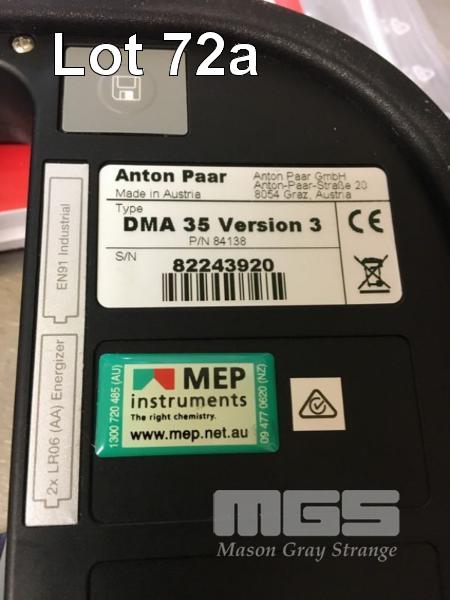 Lot 72a
Anton Paar
Made in Austria
Anton Paar GmbH
Anton-Paar-Straße 20
8054 Graz, Austria
Type
DMA 35 Version 3
P/N 84138
S/N
82243920
CE
EN91 Industrial
2x LR06 (AA) Energizer
1300 720 485 (AU)
MEP
instruments
The right chemistry.
www.mep.net.au
09 477 0620 (NZ)
MGS
Mason Gray Strange